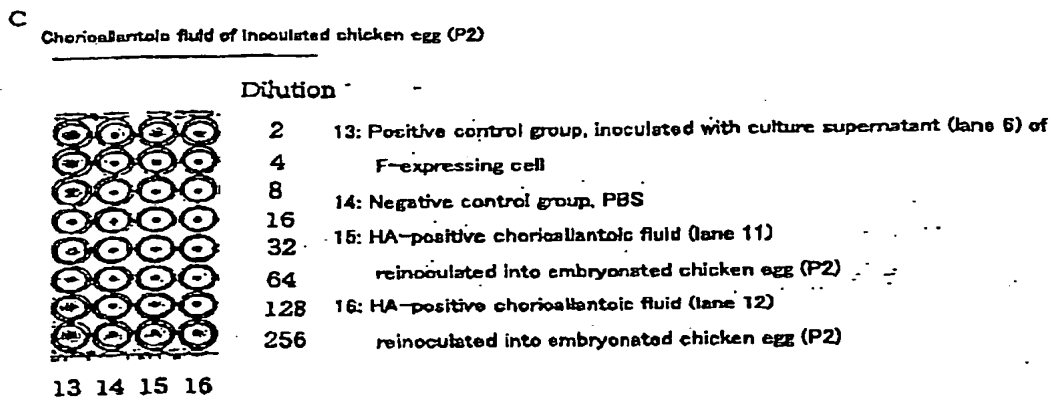 C
Chorioallantoic fluid of inoculated chicken egg (P2)
Dilution
2
4
8
16
32
64
128
256
13: Positive control group, inoculated with culture supernatant (lane 6) of
F-expressing cell
14: Negative control group, PBS
15: HA-positive chorioallantoic fluid (lane 11)
reinoculated into embryonated chicken egg (P2)
16: HA-positive chorioallantoic fluid (lane 12)
reinoculated into embryonated chicken egg (P2)
13 14 15 16